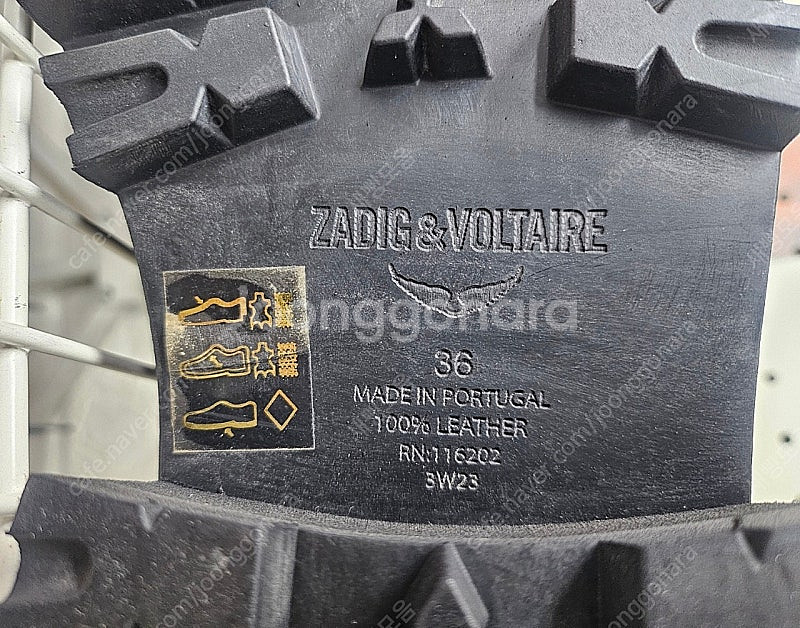 ZADIG & VOLTAIRE
joonggonara
36
MADE IN PORTUGAL
100% LEATHER
RN:116202
3W23
cafe.naver.com/joonggonara